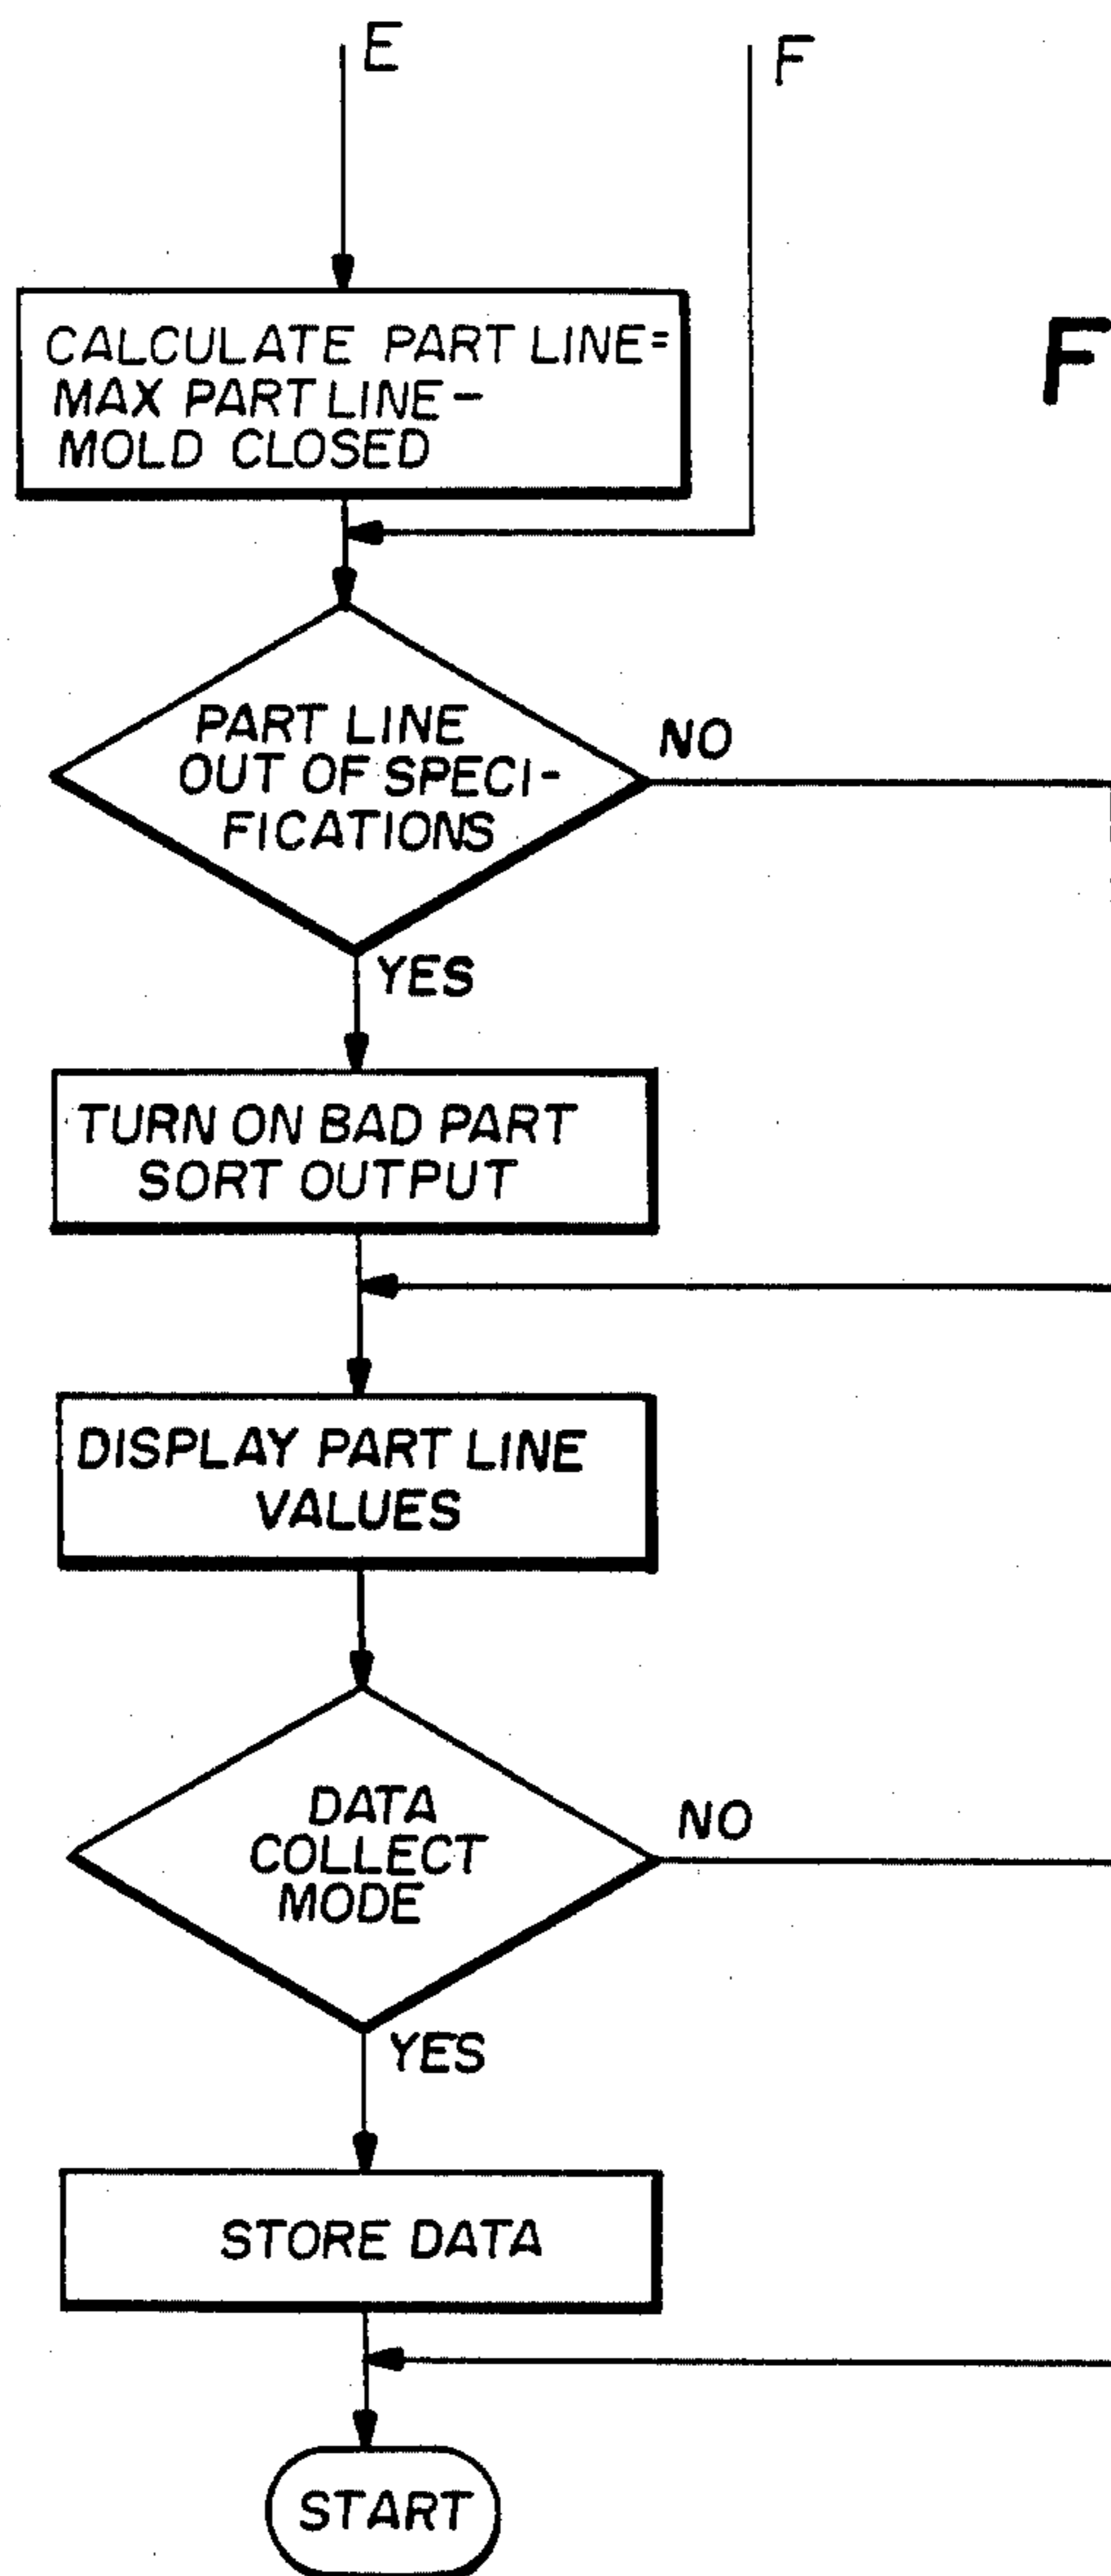 E
F
F
CALCULATE PART LINE=
MAX PART LINE-
MOLD CLOSED
PART LINE
OUT OF SPECI-
FICATIONS
NO
YES
TURN ON BAD PART
SORT OUTPUT
DISPLAY PART LINE
VALUES
DATA
COLLECT
MODE
NO
YES
STORE DATA
START